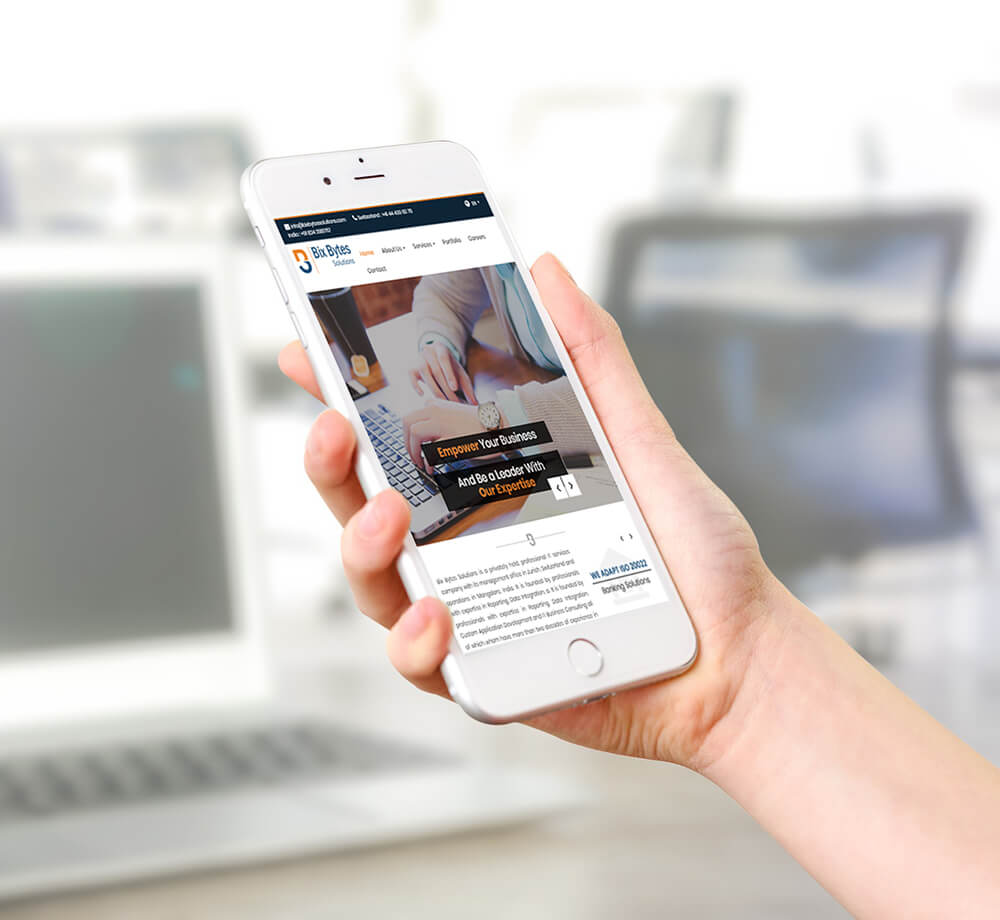 info@bixbytessolutions.com Switzerland : +41 44 430 60 70 EN
India : +91 824
Bix Bytes
Solutions
Home About Us Services Portfolio Careers
Contact
Empower Your Business
And Be a Leader With
Our Expertise
Bix Bytes Solutions is a privately held, professional IT services
company with its management office in Zurich, Switzerland and
operations in Mangalore, India. It is founded by professionals
with expertise in Reporting, Data Integration & It is founded by
professionals with expertise in Reporting, Data Integration,
Custom Application Development and IT Business Consulting all
of which whom have more than two decades of experience in
WE ADAPT ISO 20022
Banking Solutions